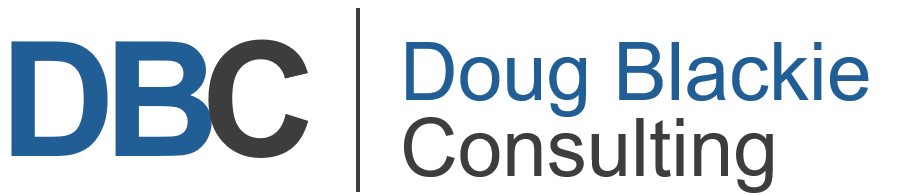 DBC
Doug Blackie
Consulting